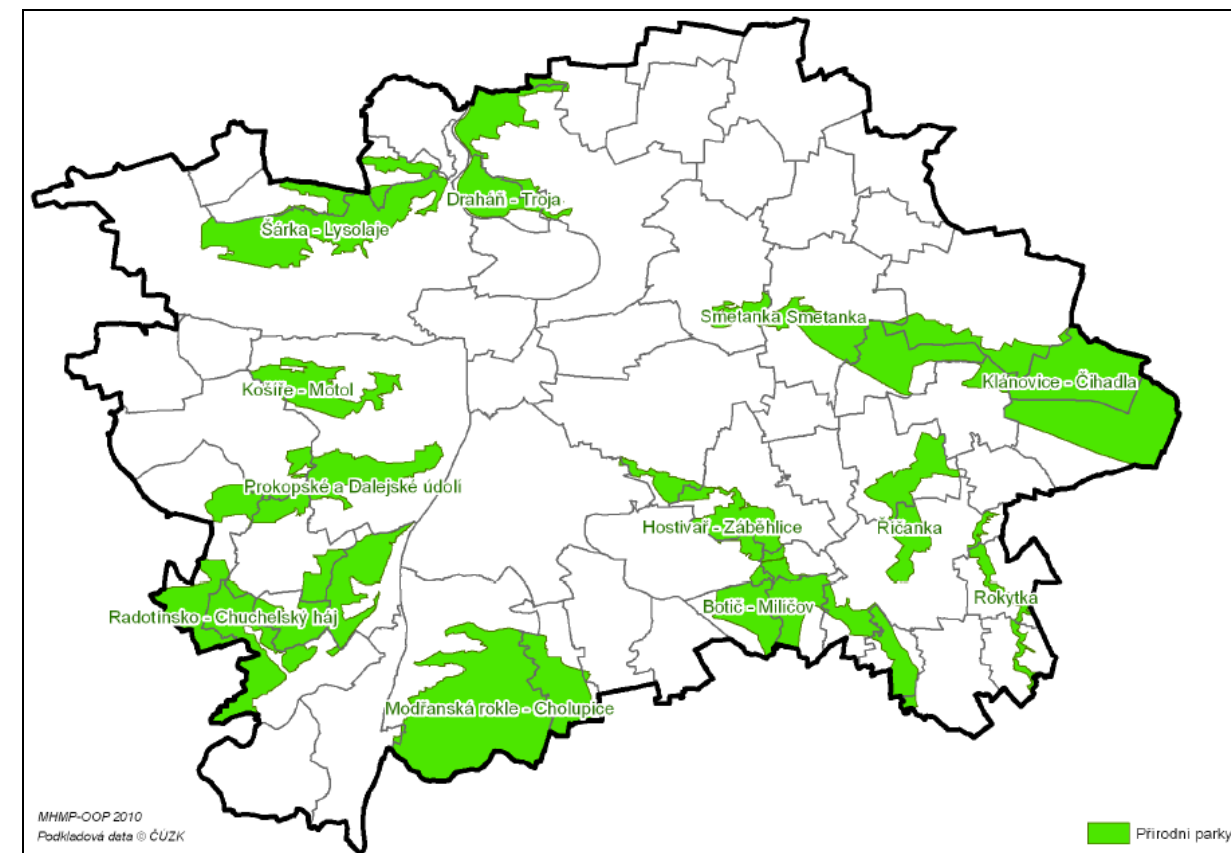 Draháň - Troja
Šárka - Lysolaje
Smetanka Smetanka
Košíře - Motol
Klánovice - Čihadla
Prokopské a Dalejské údolí
Hostivař - Záběhlice
Říčanka
Rokytka
Botič - Milíčov
Radotínsko - Chuchelský háj
Modřanská rokle - Cholupice
MHMP-OOP 2010
Podkladová data © ČÚZK
Přírodní parky